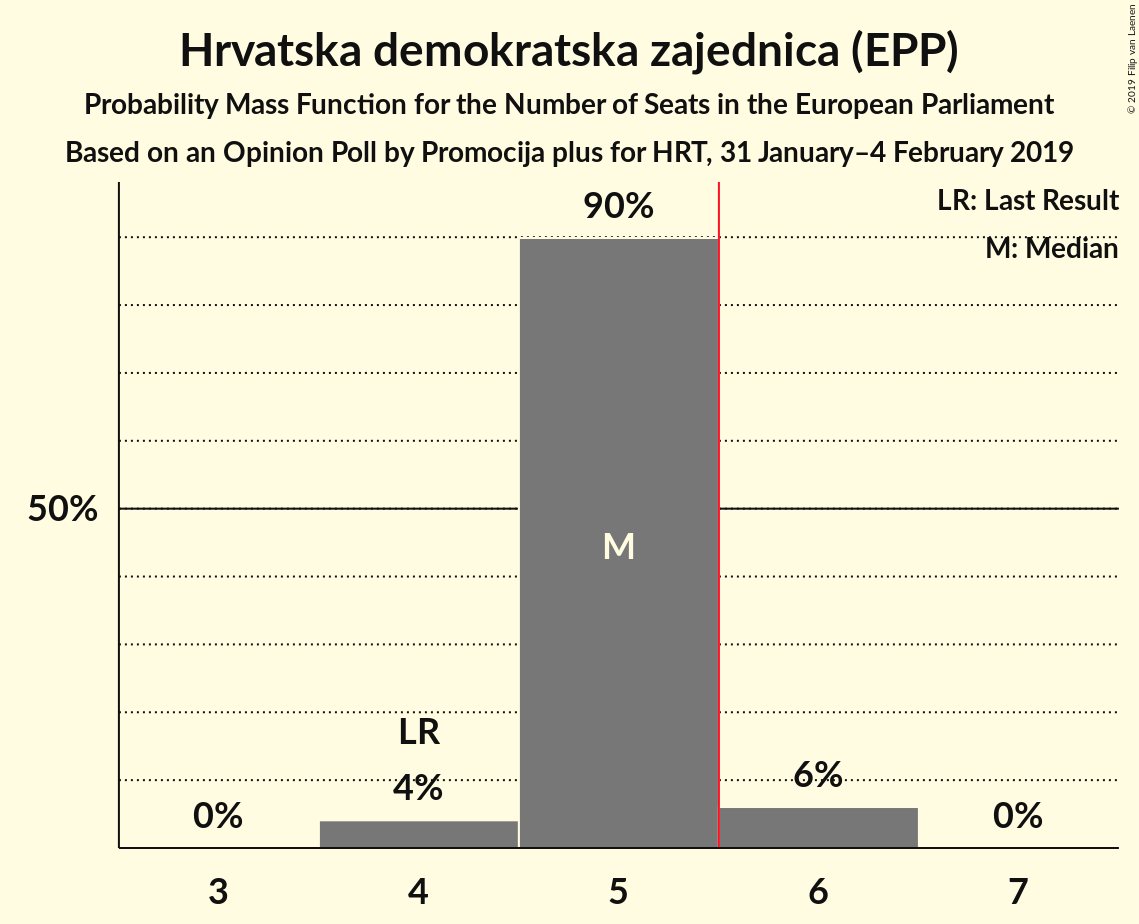 Hrvatska demokratska zajednica (EPP)
Probability Mass Function for the Number of Seats in the European Parliament
Based on an Opinion Poll by Promocija plus for HRT, 31 January–4 February 2019
© 2019 Filip van Laenen
LR: Last Result
M: Median
90%
50%
M
LR
4%
6%
0%
0%
3
4
5
6
7